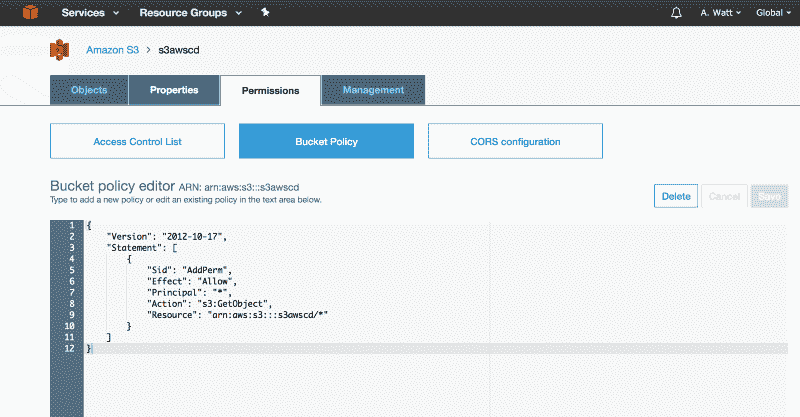 Services Resource Groups A. Watt Global
Amazon S3 > s3awscd
Objects Properties Permissions Management
Access Control List Bucket Policy CORS configuration
Bucket policy editor ARN: arn:aws:s3:::s3awscd
Type to add a new policy or edit an existing policy in the text area below.
Delete Cancel Save
1 {
2 "Version": "2012-10-17",
3 "Statement": [
4 {
5 "Sid": "AddPerm",
6 "Effect": "Allow",
7 "Principal": "*",
8 "Action": "s3:GetObject",
9 "Resource": "arn:aws:s3:::s3awscd/*"
10 }
11 ]
12 }